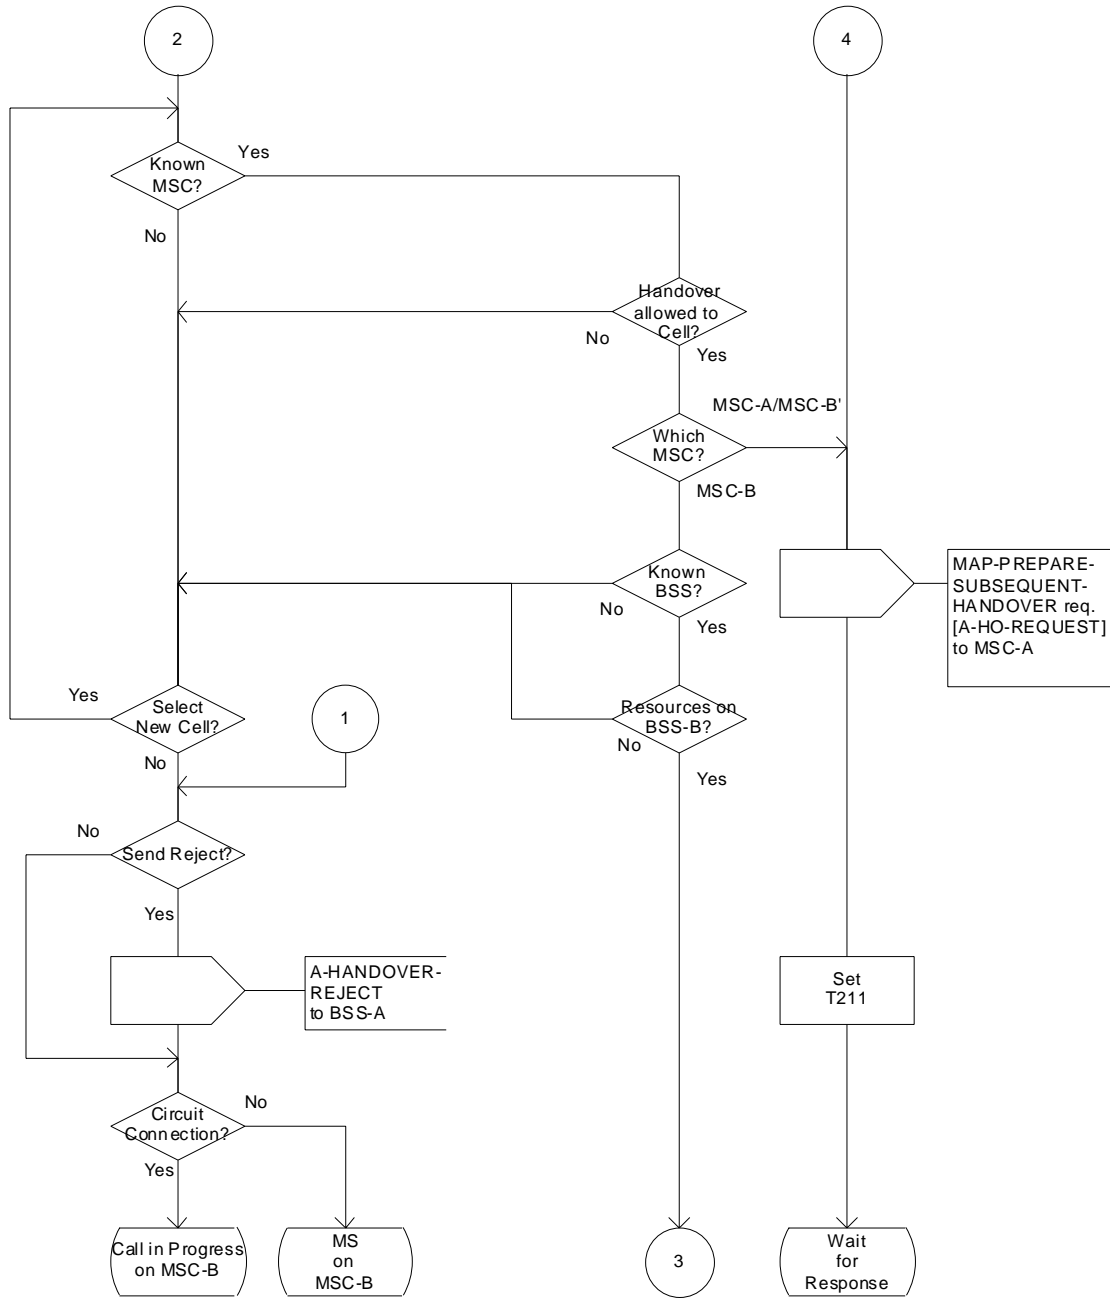 2
4
Known
MSC?
Yes
No
Handover
allowed to
Cell?
No
Yes
MSC-A/MSC-B'
Which
MSC?
MSC-B
Known
BSS?
No
Yes
MAP-PREPARE-
SUBSEQUENT-
HANDOVER req.
[A-HO-REQUEST]
to MSC-A
Yes
Select
New Cell?
No
1
Resources on
BSS-B?
No
Yes
No
Send Reject?
Yes
A-HANDOVER-
REJECT
to BSS-A
Set
T211
Circuit
Connection?
No
Yes
Call in Progress
on MSC-B
MS
on
MSC-B
3
Wait
for
Response